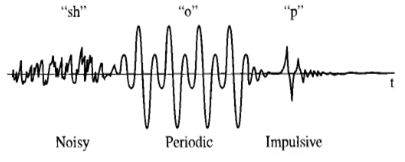 “sh” “o” “p”
t
Noisy Periodic Impulsive